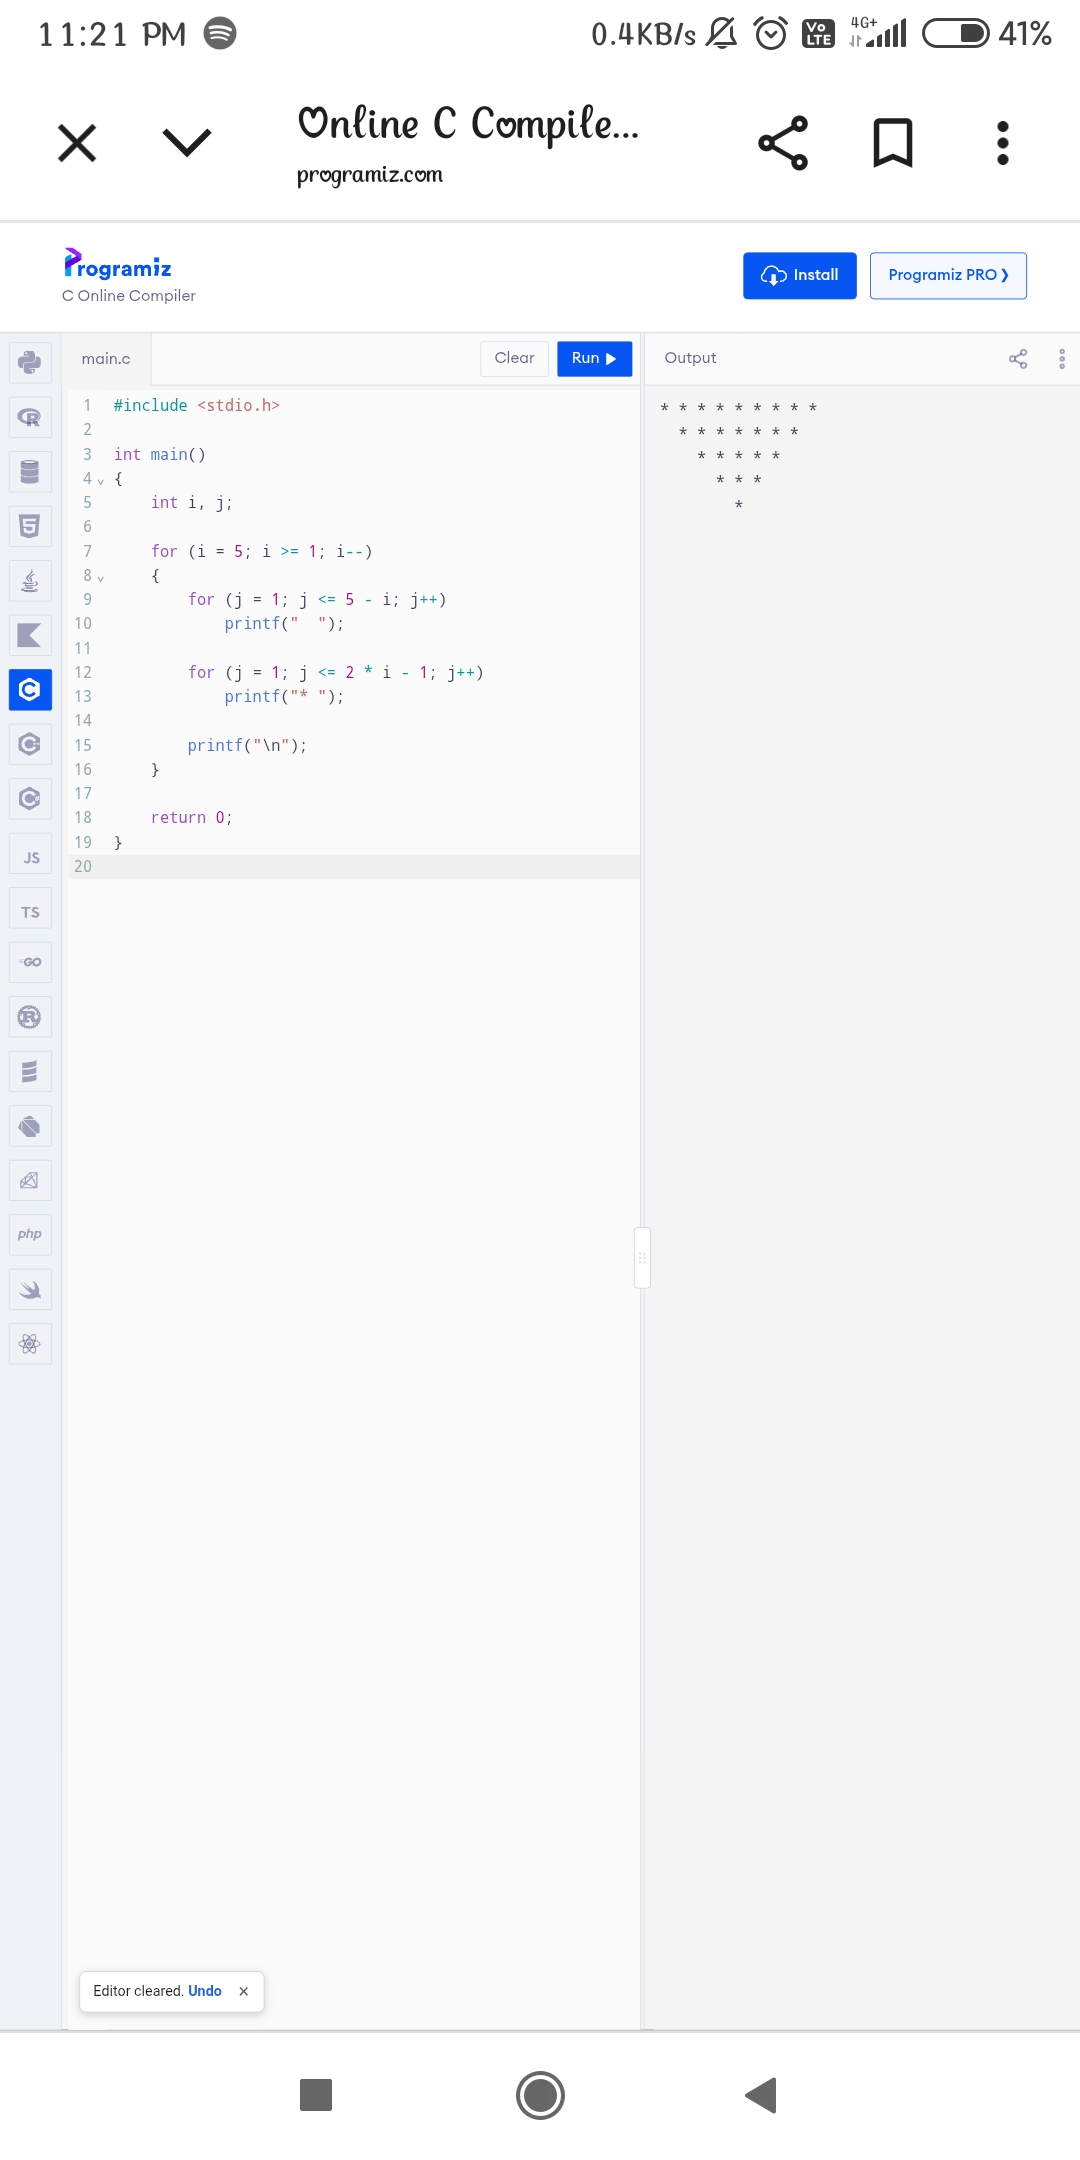 11:21 PM 0.4KB/s Vo LTE 4G+ 41%
Online C Compile...
programiz.com
Programiz
C Online Compiler
Install
Programiz PRO ❯
main.c
Clear
Run
Output
1 #include <stdio.h>
2
3 int main()
4 {
5     int i, j;
6
7     for (i = 5; i >= 1; i--)
8     {
9         for (j = 1; j <= 5 - i; j++)
10             printf("  ");
11
12         for (j = 1; j <= 2 * i - 1; j++)
13             printf("* ");
14
15         printf("\n");
16     }
17
18     return 0;
19 }
20
* * * * * * * * *
  * * * * * * *
    * * * * *
      * * *
        *
JS
TS
GO
php
Editor cleared. Undo ×